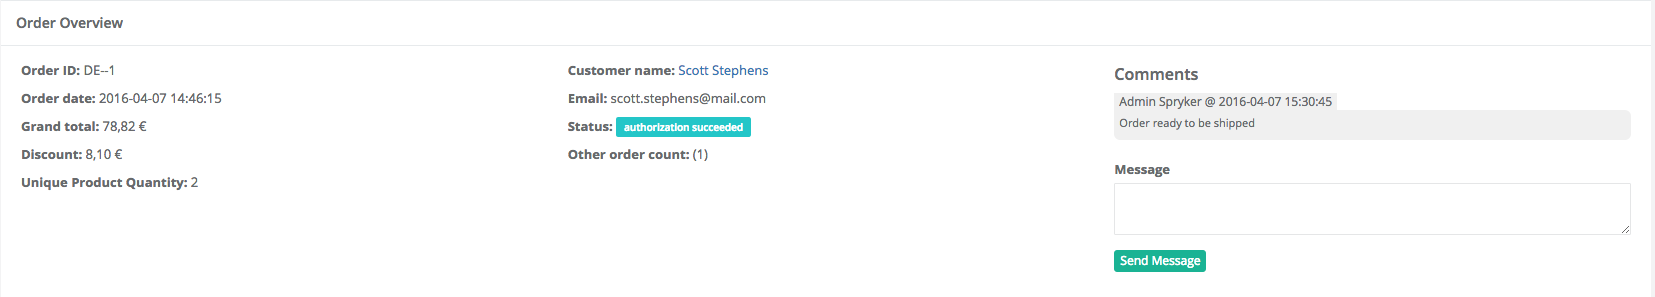 Order Overview
Order ID: DE--1
Order date: 2016-04-07 14:46:15
Grand total: 78,82 €
Discount: 8,10 €
Unique Product Quantity: 2
Customer name: Scott Stephens
Email: scott.stephens@mail.com
Status: authorization succeeded
Other order count: (1)
Comments
Admin Spryker @ 2016-04-07 15:30:45
Order ready to be shipped
Message
Send Message